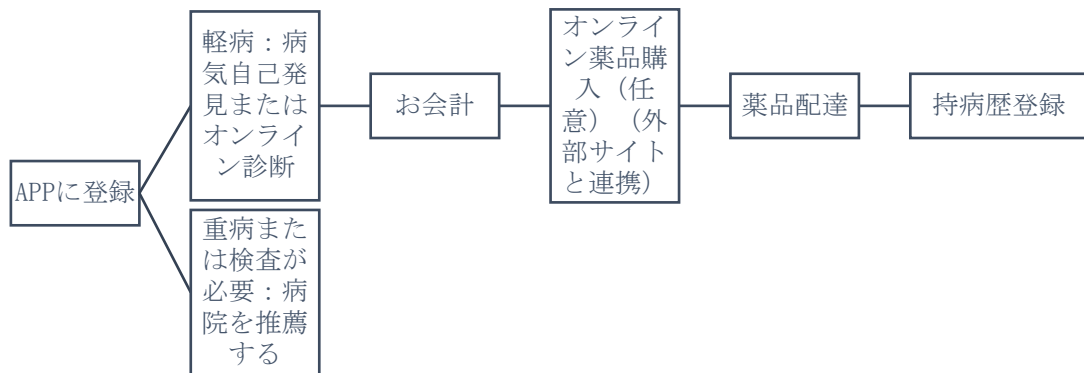 APPに登録
軽病：病
気自己発
見または
オンライ
ン診断
お会計
オンライ
ン薬品購
入（任
意）（外
部サイト
と連携）
薬品配達
持病歴登録
重病また
は検査が
必要：病
院を推薦
する